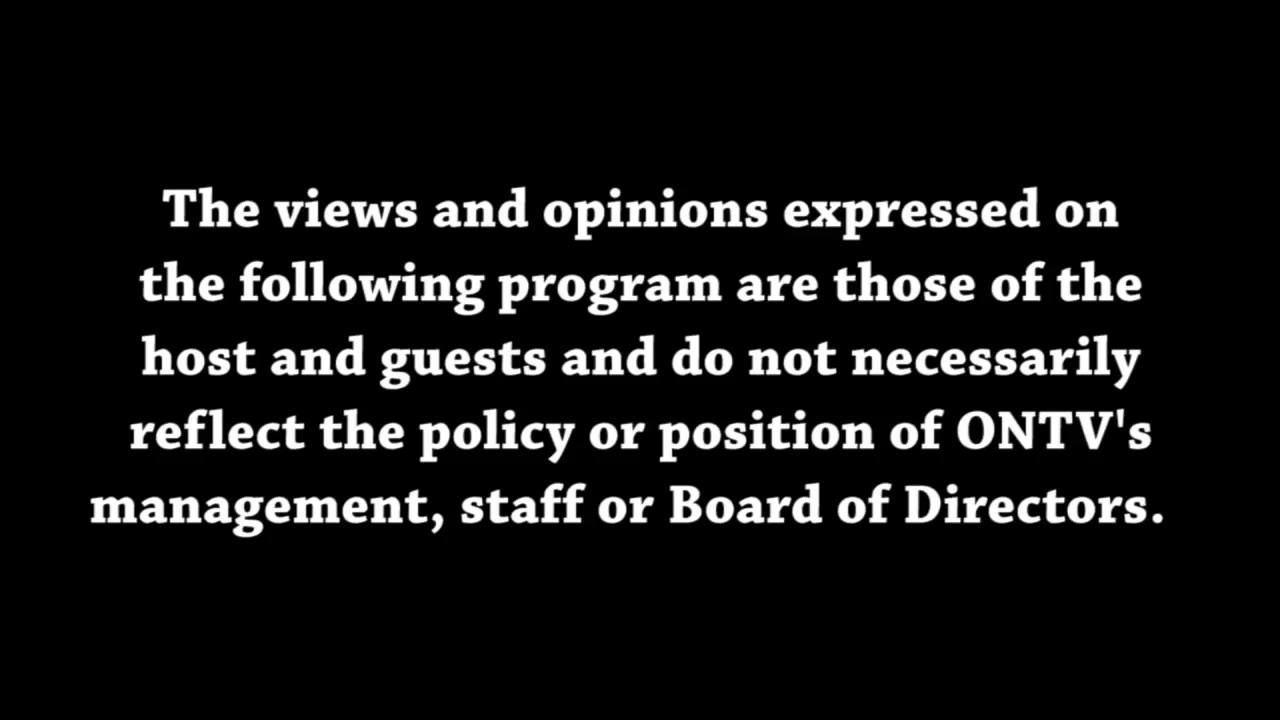 The views and opinions expressed on
the following program are those of the
host and guests and do not necessarily
reflect the policy or position of ONTV's
management, staff or Board of Directors.